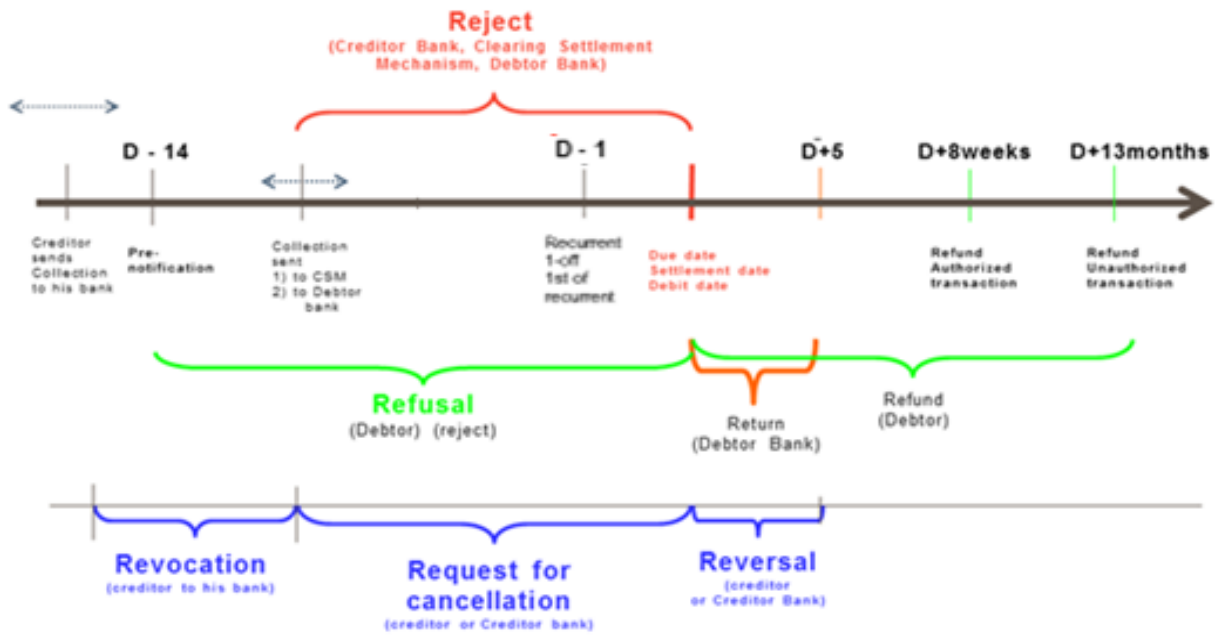 Reject
(Creditor Bank, Clearing Settlement
Mechanism, Debtor Bank)
D - 14
D - 1
D+5
D+8weeks
D+13months
Creditor
sends
Collection
to his bank
Pre-
notification
Collection
sent
1) to CSM
2) to Debtor
bank
Recurrent
1-off
1st of
recurrent
Due date
Settlement date
Debit date
Refund
Authorized
transaction
Refund
Unauthorized
transaction
Refusal
(Debtor) (reject)
Return
(Debtor Bank)
Refund
(Debtor)
Revocation
(creditor to his bank)
Request for
cancellation
(creditor or Creditor bank)
Reversal
(creditor
or Creditor Bank)